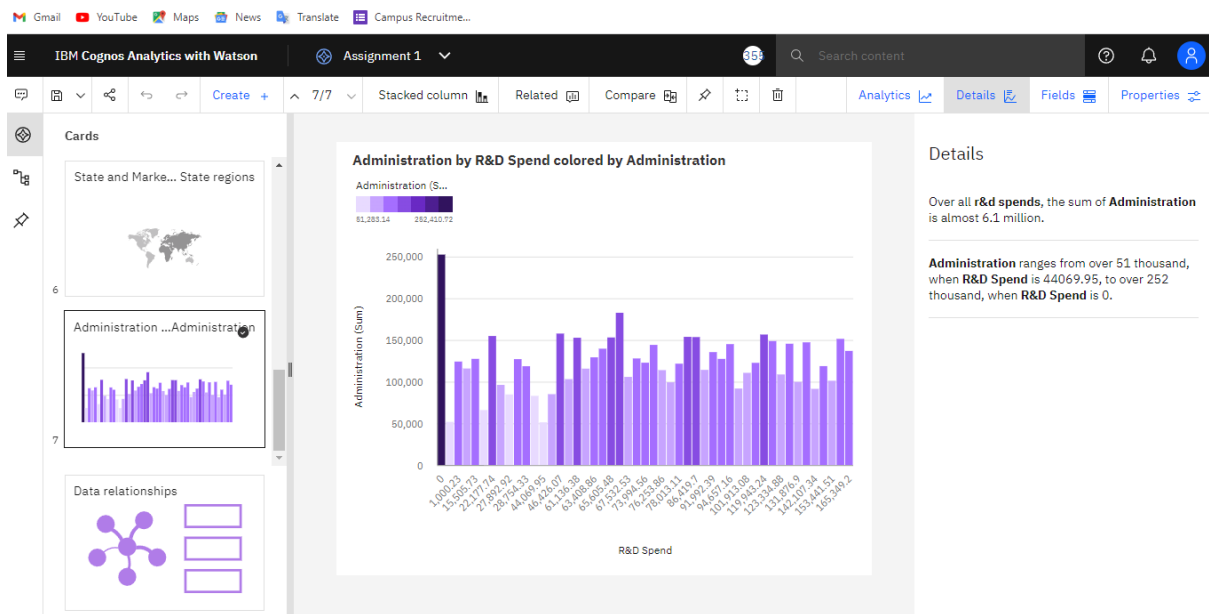 Gmail YouTube Maps News Translate Campus Recruitme...
IBM Cognos Analytics with Watson Assignment 1 355 Search content
Create + 7/7 Stacked column Related Compare Analytics Details Fields Properties
Cards
State and Marke... State regions
6
Administration ...Administration
7
Data relationships
Administration by R&D Spend colored by Administration
Administration (S...
51,283.14 252,410.72
Administration (Sum)
250,000
200,000
150,000
100,000
50,000
0
0
1,000.23
15,505.73
22,177.74
27,892.92
28,754.33
44,069.95
46,426.07
61,136.38
63,408.86
65,605.48
67,532.53
73,994.56
76,253.86
78,013.11
86,419.7
91,992.39
94,657.16
101,913.08
119,943.24
123,334.88
131,876.9
142,107.34
153,441.51
165,349.2
R&D Spend
Details
Over all r&d spends, the sum of Administration
is almost 6.1 million.
Administration ranges from over 51 thousand,
when R&D Spend is 44069.95, to over 252
thousand, when R&D Spend is 0.